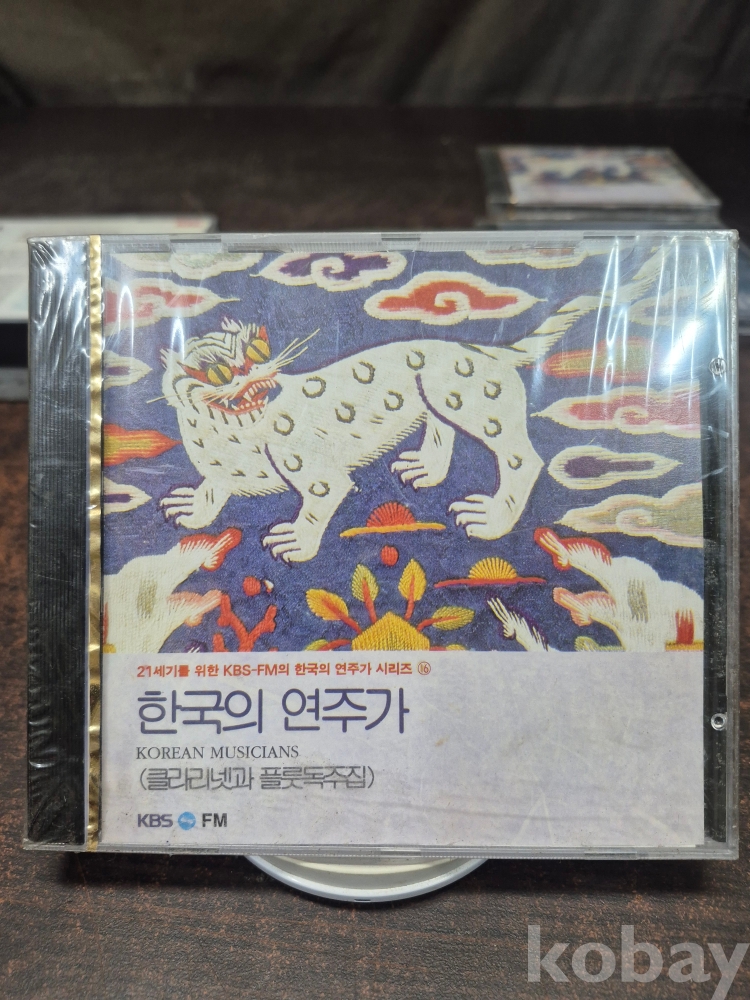 21세기를 위한 KBS-FM의 한국의 연주가 시리즈 ⑯
한국의 연주가
KOREAN MUSICIANS
(클라리넷과 플룻독주집)
KBS FM
kobay